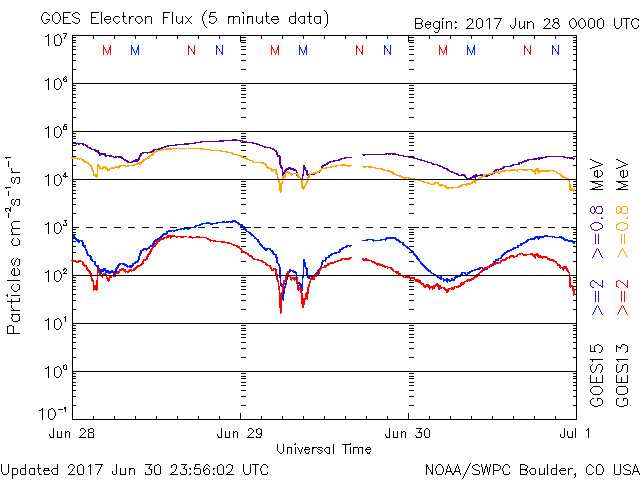 GOES Electron Flux (5 minute data)
Begin: 2017 Jun 28 0000 UTC
10⁷
M M N N M M N N M M N N
10⁶
10⁵
10⁴
10³
10²
10¹
10⁰
10⁻¹
Particles cm⁻²s⁻¹sr⁻¹
GOES15 >=2 >=0.8 MeV
GOES13 >=2 >=0.8 MeV
Jun 28 Jun 29 Jun 30 Jul 1
Universal Time
Updated 2017 Jun 30 23:56:02 UTC
NOAA/SWPC Boulder, CO USA